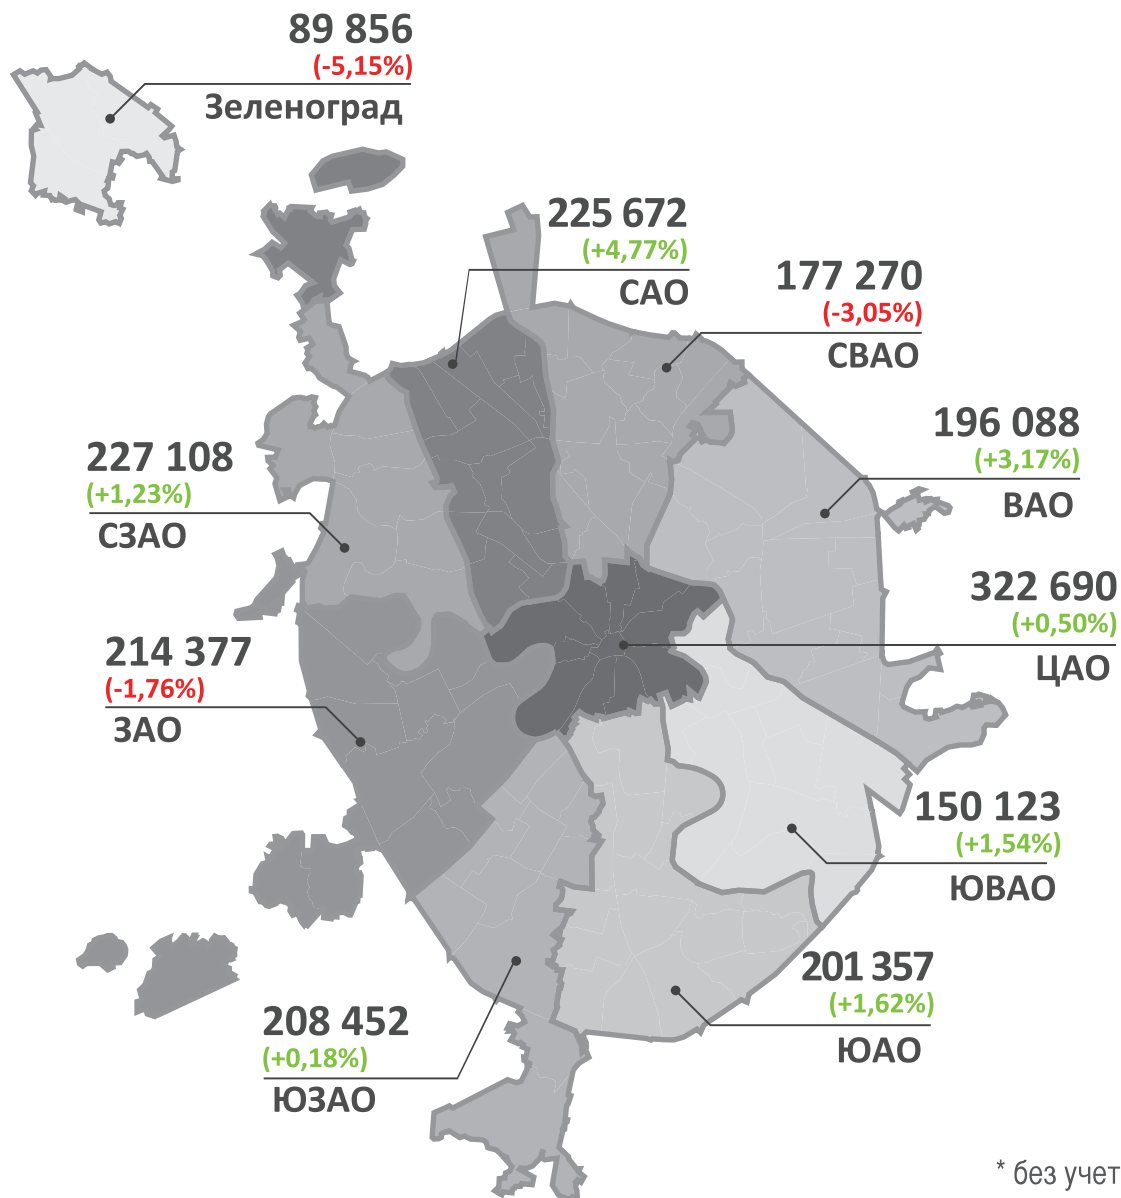 89 856
(-5,15%)
Зеленоград
225 672
(+4,77%)
САО
177 270
(-3,05%)
СВАО
196 088
(+3,17%)
ВАО
227 108
(+1,23%)
СЗАО
322 690
(+0,50%)
ЦАО
214 377
(-1,76%)
ЗАО
150 123
(+1,54%)
ЮВАО
201 357
(+1,62%)
ЮАО
208 452
(+0,18%)
ЮЗАО
* без учет